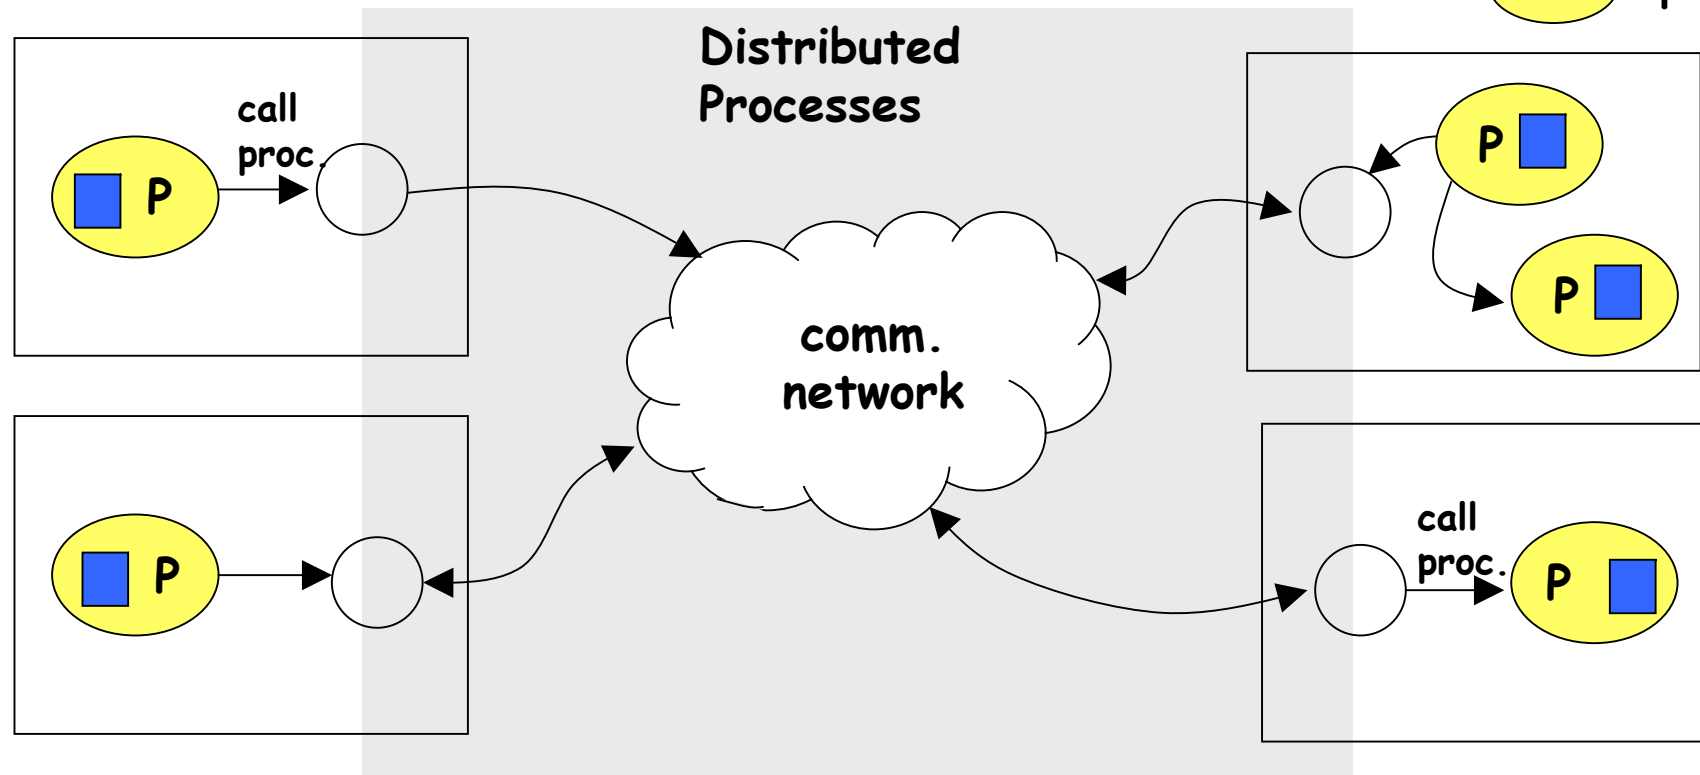 Distributed
Processes
call
proc.
P
P
P
comm.
network
P
call
proc.
P